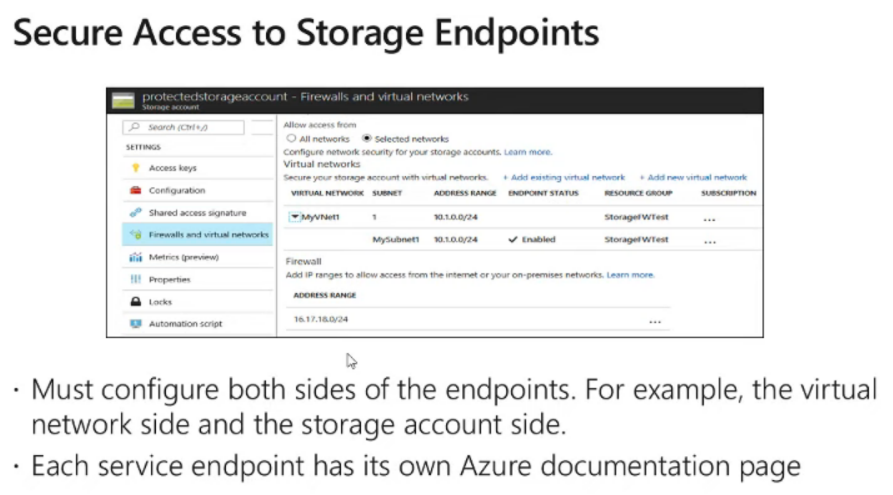 Secure Access to Storage Endpoints
protectedstorageaccount - Firewalls and virtual networks
Storage account
Search (Ctrl+/)
SETTINGS
Access keys
Configuration
Shared access signature
Firewalls and virtual networks
Metrics (preview)
Properties
Locks
Automation script
Allow access from
All networks Selected networks
Configure network security for your storage accounts. Learn more.
Virtual networks
Secure your storage account with virtual networks. + Add existing virtual network + Add new virtual network
VIRTUAL NETWORK SUBNET ADDRESS RANGE ENDPOINT STATUS RESOURCE GROUP SUBSCRIPTION
MyVNet1 1 10.1.0.0/24 StorageFWTest ...
MySubnet1 10.1.0.0/24 ✓ Enabled StorageFWTest ...
Firewall
Add IP ranges to allow access from the internet or your on-premises networks. Learn more.
ADDRESS RANGE
16.17.18.0/24 ...
· Must configure both sides of the endpoints. For example, the virtual
network side and the storage account side.
· Each service endpoint has its own Azure documentation page